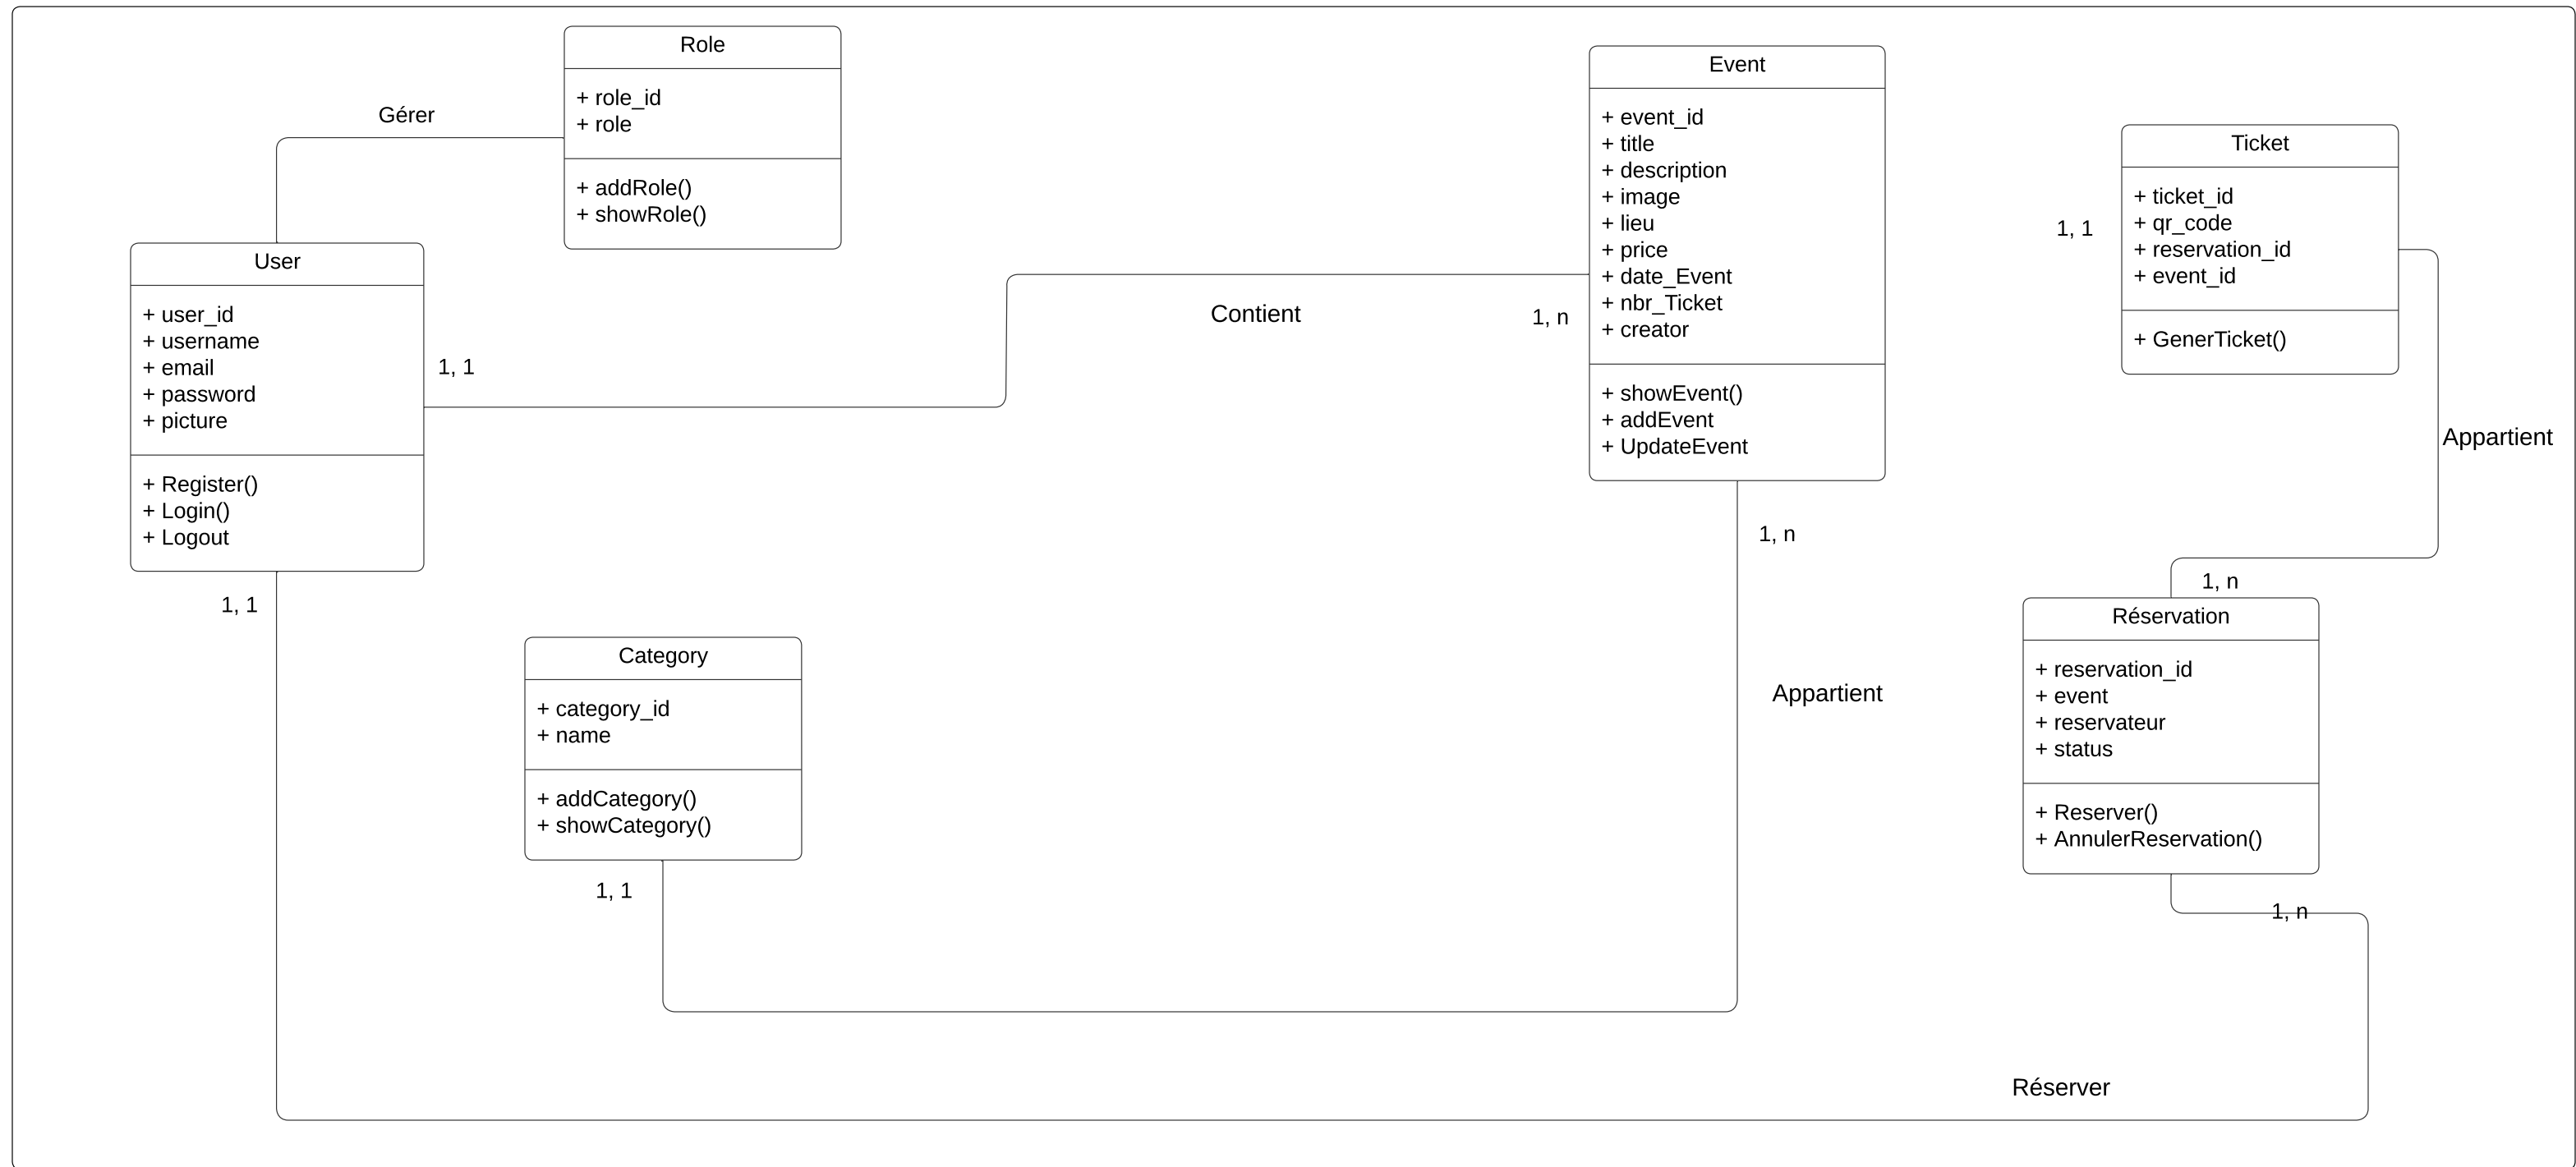 Role
+ role_id
+ role
+ addRole()
+ showRole()
Gérer
User
+ user_id
+ username
+ email
+ password
+ picture
+ Register()
+ Login()
+ Logout
1, 1
1, 1
Contient
1, n
Event
+ event_id
+ title
+ description
+ image
+ lieu
+ price
+ date_Event
+ nbr_Ticket
+ creator
+ showEvent()
+ addEvent
+ UpdateEvent
1, n
Appartient
Ticket
+ ticket_id
+ qr_code
+ reservation_id
+ event_id
+ GenerTicket()
1, 1
Appartient
1, n
Réservation
+ reservation_id
+ event
+ reservateur
+ status
+ Reserver()
+ AnnulerReservation()
1, n
Category
+ category_id
+ name
+ addCategory()
+ showCategory()
1, 1
Réserver